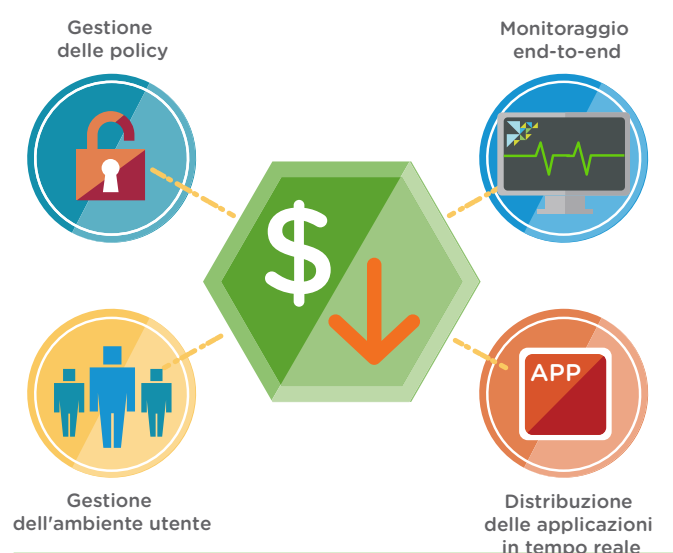 Gestione
delle policy
Monitoraggio
end-to-end
$
APP
Gestione
dell'ambiente utente
Distribuzione
delle applicazioni
in tempo reale